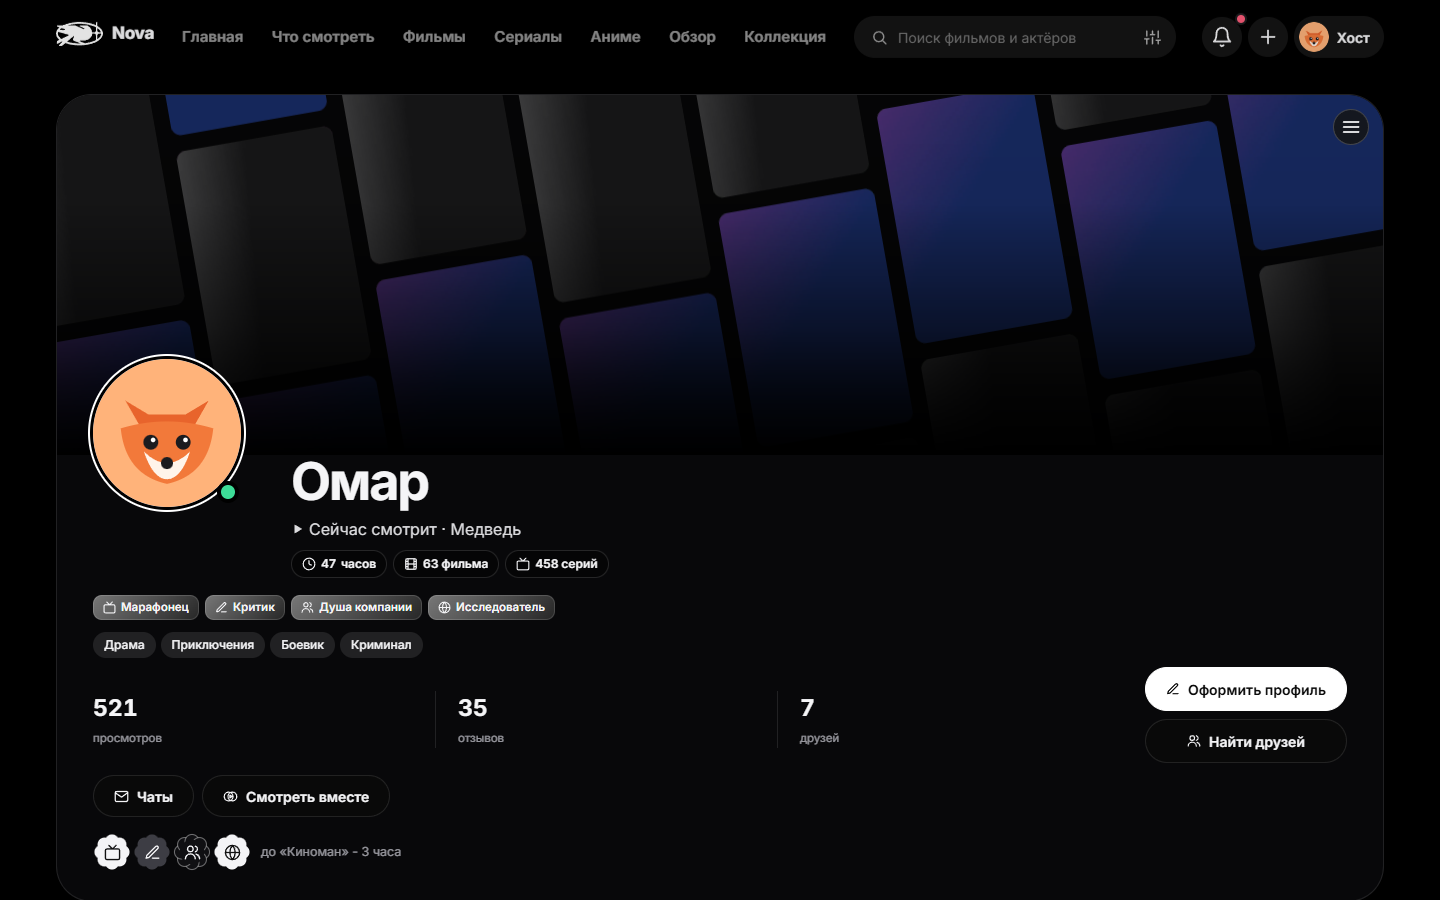 Nova
Главная
Что смотреть
Фильмы
Сериалы
Аниме
Обзор
Коллекция
Поиск фильмов и актёров
Хост
Омар
Сейчас смотрит · Медведь
47 часов
63 фильма
458 серий
Марафонец
Критик
Душа компании
Исследователь
Драма
Приключения
Боевик
Криминал
521
просмотров
35
отзывов
7
друзей
Оформить профиль
Найти друзей
Чаты
Смотреть вместе
до «Киноман» - 3 часа